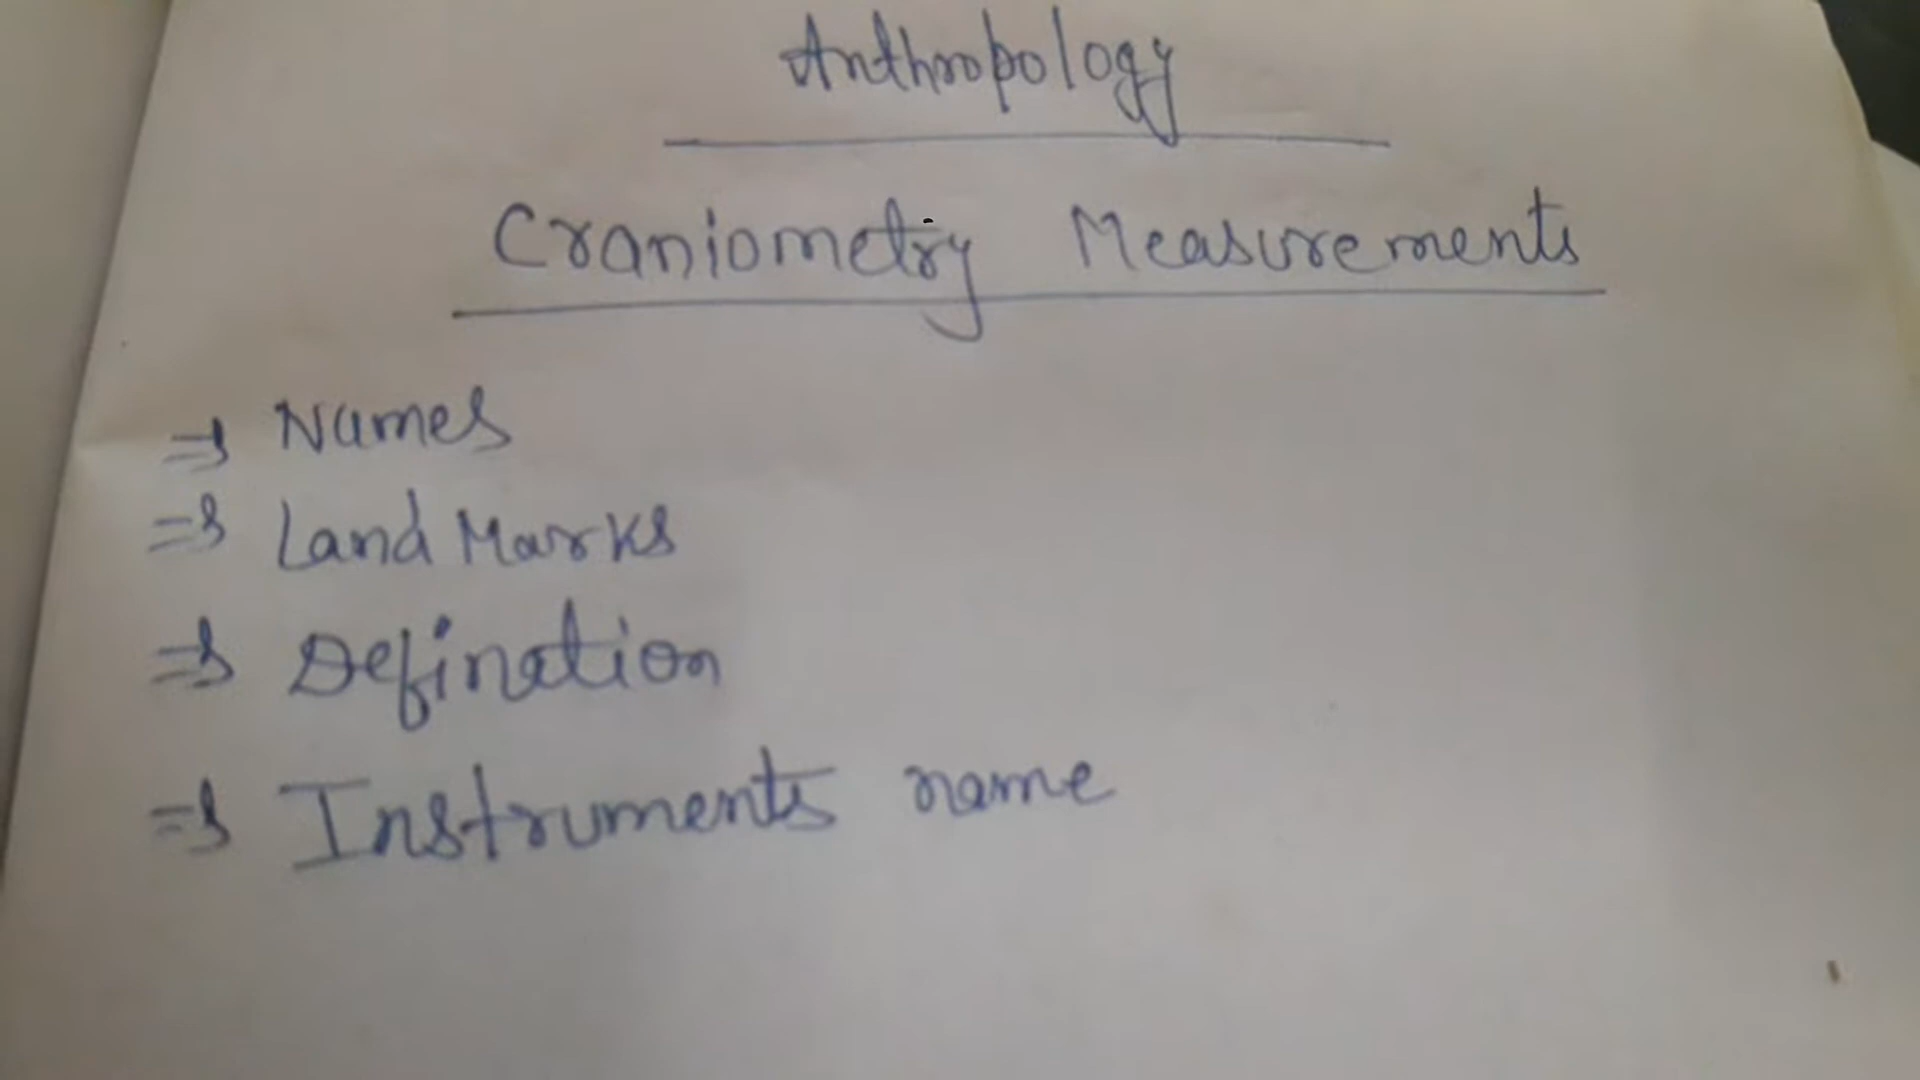 Anthropology
Craniometry Measurements
⇒ Names
⇒ Land Marks
⇒ Defination
⇒ Instruments name